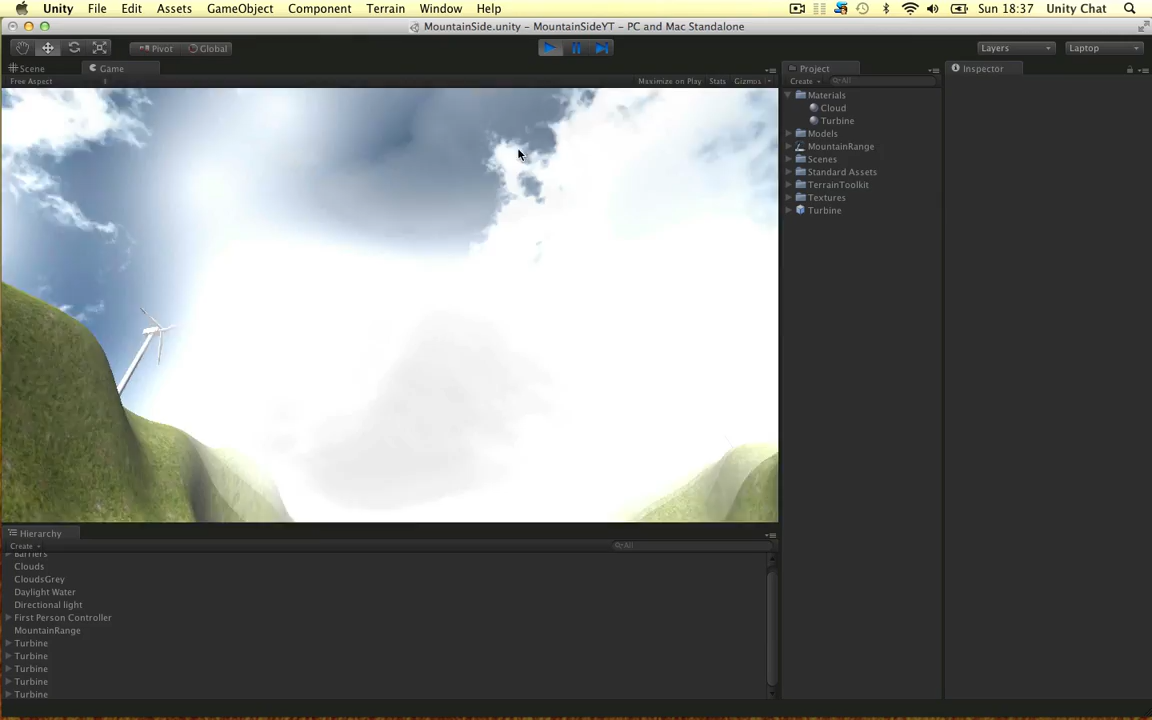 Unity File Edit Assets GameObject Component Terrain Window Help Sun 18:37 Unity Chat
MountainSide.unity – MountainSideYT – PC and Mac Standalone
Pivot Global Layers Laptop
Scene Game Project Inspector
Free Aspect Maximize on Play Stats Gizmos Create All
Materials
Cloud
Turbine
Models
MountainRange
Scenes
Standard Assets
TerrainToolkit
Textures
Turbine
Hierarchy
Create All
Barriers
Clouds
CloudsGrey
Daylight Water
Directional light
First Person Controller
MountainRange
Turbine
Turbine
Turbine
Turbine
Turbine